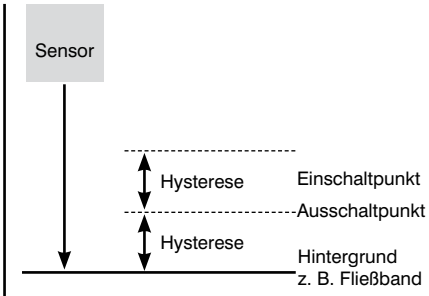 Sensor
Hysterese
Einschaltpunkt
Ausschaltpunkt
Hysterese
Hintergrund
z. B. Fließband